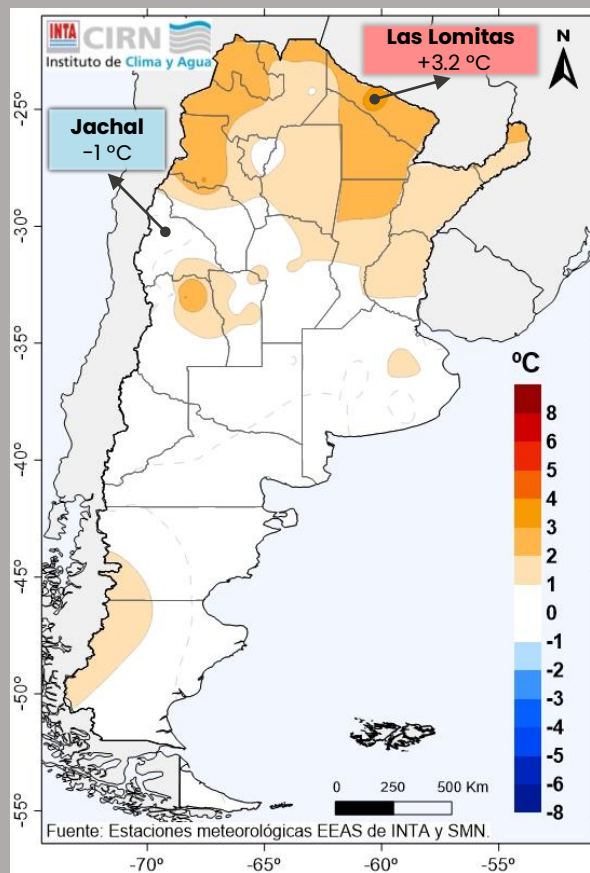 INTA CIRN
Instituto de Clima y Agua
Las Lomitas
+3.2 ºC
N
Jachal
-1 ºC
-25°
-30°
-35°
-40°
-45°
-50°
-55°
ºC
8
6
5
4
3
2
1
0
-1
-2
-3
-4
-5
-6
-8
0 250 500 Km
Fuente: Estaciones meteorológicas EEAS de INTA y SMN.
-70° -65° -60° -55°